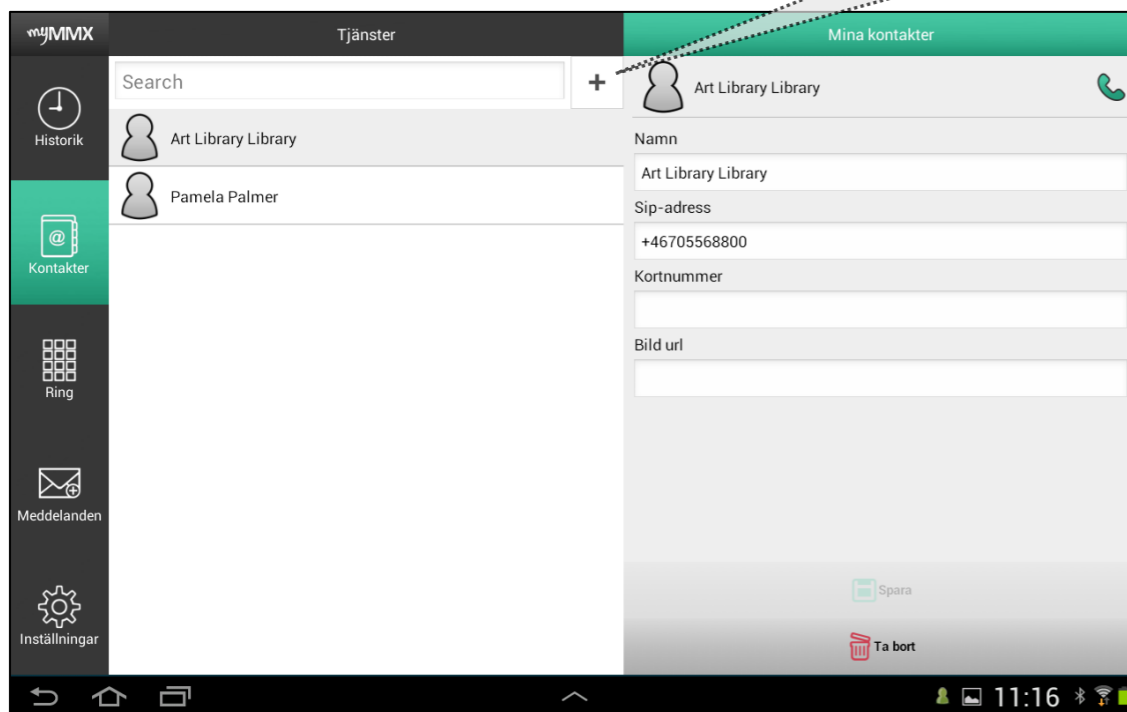 myMMX
Tjänster
Mina kontakter
Search
+
Art Library Library
Historik
Art Library Library
Namn
Art Library Library
Pamela Palmer
Sip-adress
@
+46705568800
Kontakter
Kortnummer
Bild url
Ring
Meddelanden
Spara
Inställningar
Ta bort
11:16